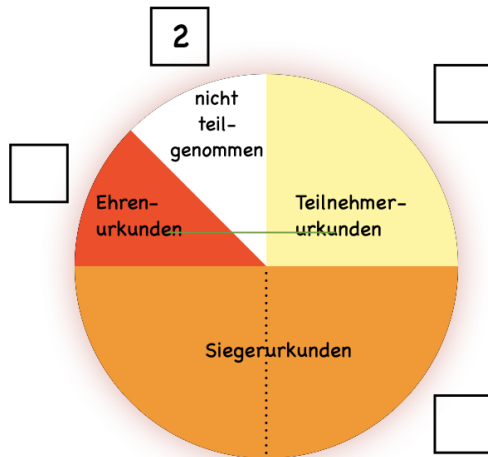 2
nicht
teil-
genommen
Ehren-
urkunden
Teilnehmer-
urkunden
Siegerurkunden